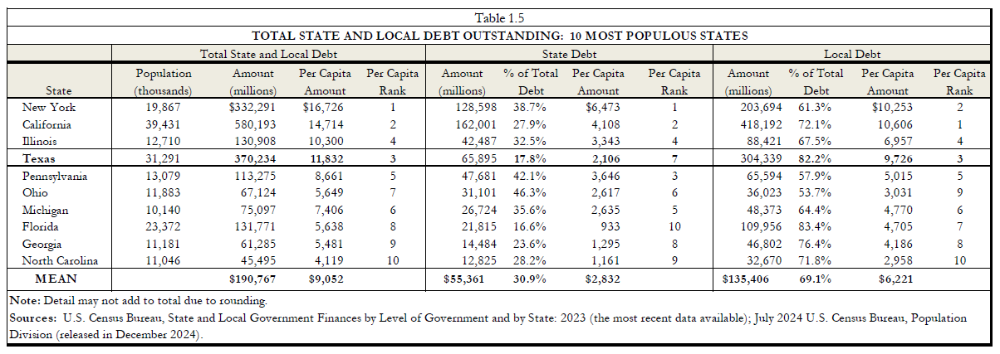 Table 1.5
TOTAL STATE AND LOCAL DEBT OUTSTANDING: 10 MOST POPULOUS STATES
Total State and Local Debt State Debt Local Debt
Population Amount Per Capita Per Capita Amount % of Total Per Capita Per Capita Amount % of Total Per Capita Per Capita
State (thousands) (millions) Amount Rank (millions) Debt Amount Rank (millions) Debt Amount Rank
New York 19,867 $332,291 $16,726 1 128,598 38.7% $6,473 1 203,694 61.3% $10,253 2
California 39,431 580,193 14,714 2 162,001 27.9% 4,108 2 418,192 72.1% 10,606 1
Illinois 12,710 130,908 10,300 4 42,487 32.5% 3,343 4 88,421 67.5% 6,957 4
Texas 31,291 370,234 11,832 3 65,895 17.8% 2,106 7 304,339 82.2% 9,726 3
Pennsylvania 13,079 113,275 8,661 5 47,681 42.1% 3,646 3 65,594 57.9% 5,015 5
Ohio 11,883 67,124 5,649 7 31,101 46.3% 2,617 6 36,023 53.7% 3,031 9
Michigan 10,140 75,097 7,406 6 26,724 35.6% 2,635 5 48,373 64.4% 4,770 6
Florida 23,372 131,771 5,638 8 21,815 16.6% 933 10 109,956 83.4% 4,705 7
Georgia 11,181 61,285 5,481 9 14,484 23.6% 1,295 8 46,802 76.4% 4,186 8
North Carolina 11,046 45,495 4,119 10 12,825 28.2% 1,161 9 32,670 71.8% 2,958 10
MEAN $190,767 $9,052 $55,361 30.9% $2,832 $135,406 69.1% $6,221
Note: Detail may not add to total due to rounding.
Sources: U.S. Census Bureau, State and Local Government Finances by Level of Government and by State: 2023 (the most recent data available); July 2024 U.S. Census Bureau, Population
Division (released in December 2024).